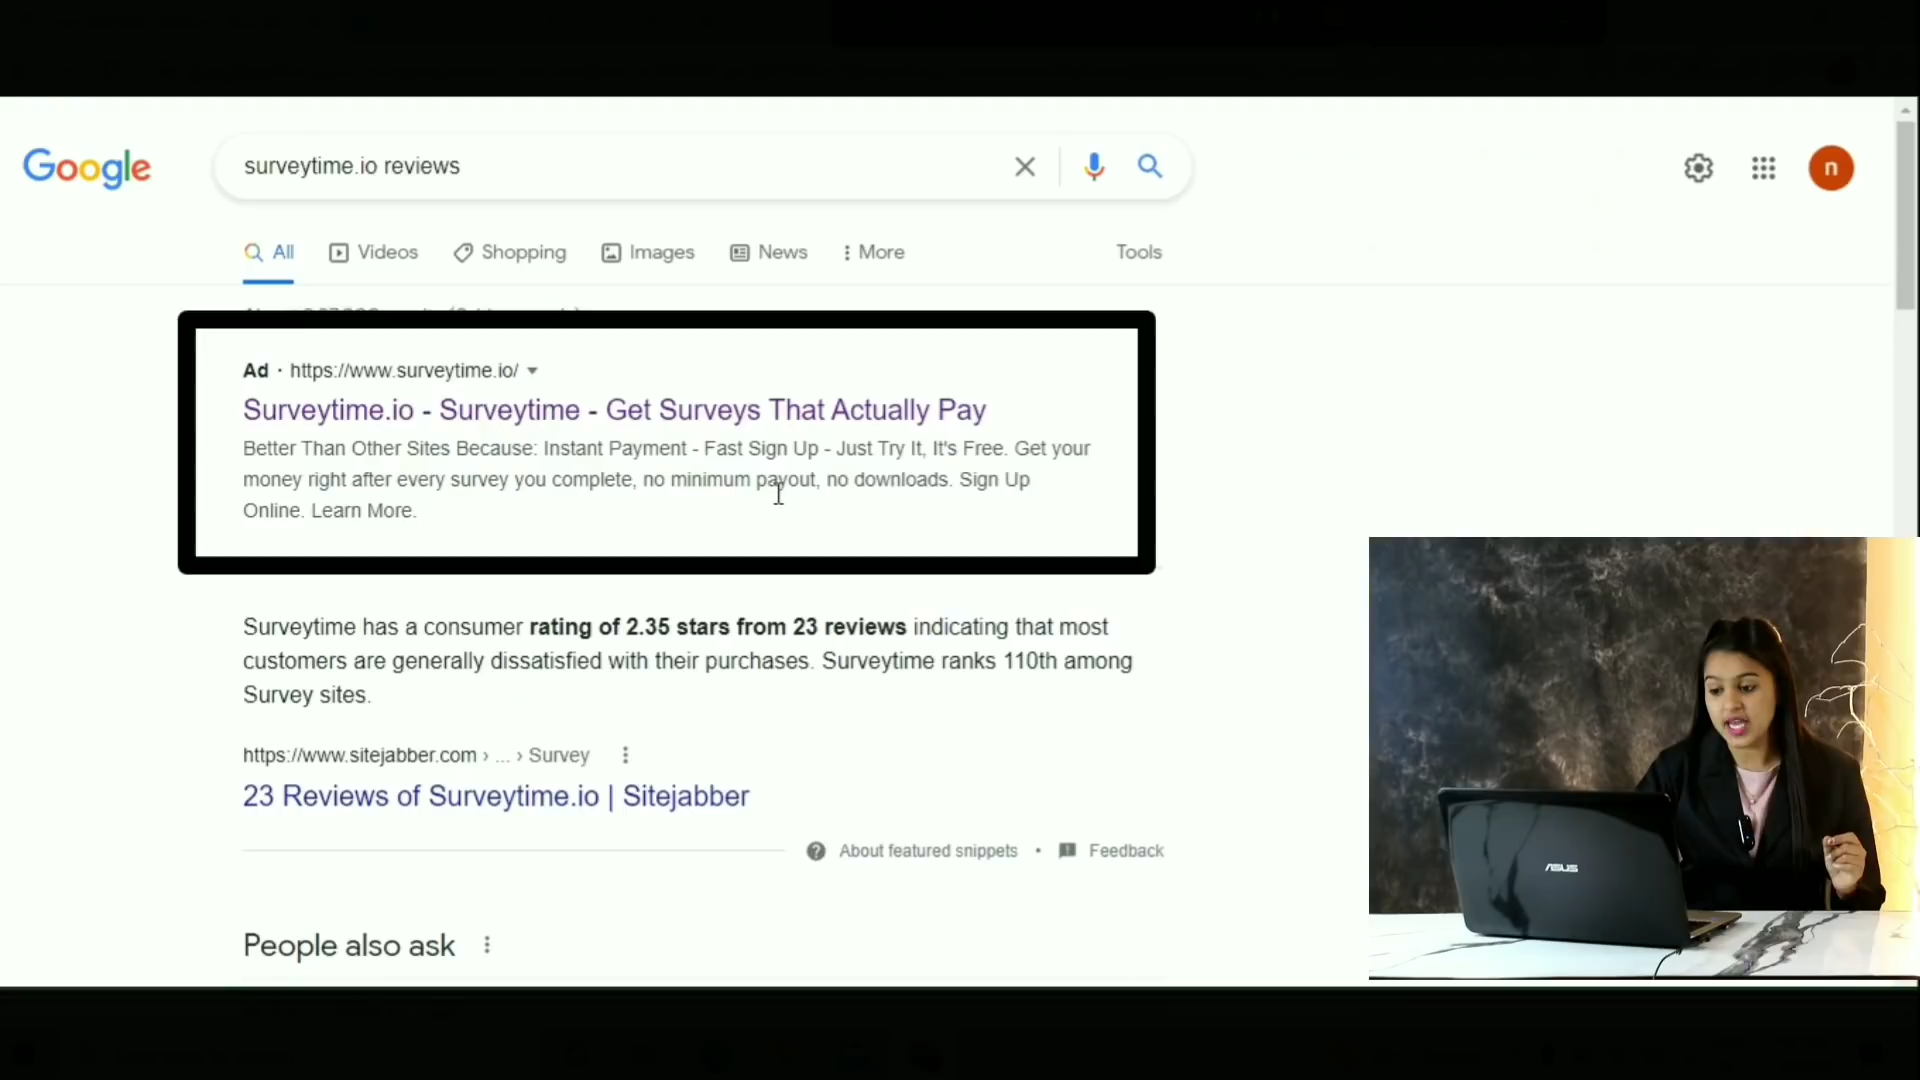 Google
surveytime.io reviews
n
All
Videos
Shopping
Images
News
More
Tools
Ad · https://www.surveytime.io/
Surveytime.io - Surveytime - Get Surveys That Actually Pay
Better Than Other Sites Because: Instant Payment - Fast Sign Up - Just Try It, It's Free. Get your
money right after every survey you complete, no minimum payout, no downloads. Sign Up
Online. Learn More.
Surveytime has a consumer rating of 2.35 stars from 23 reviews indicating that most
customers are generally dissatisfied with their purchases. Surveytime ranks 110th among
Survey sites.
https://www.sitejabber.com › ... › Survey
23 Reviews of Surveytime.io | Sitejabber
About featured snippets • Feedback
People also ask
ASUS